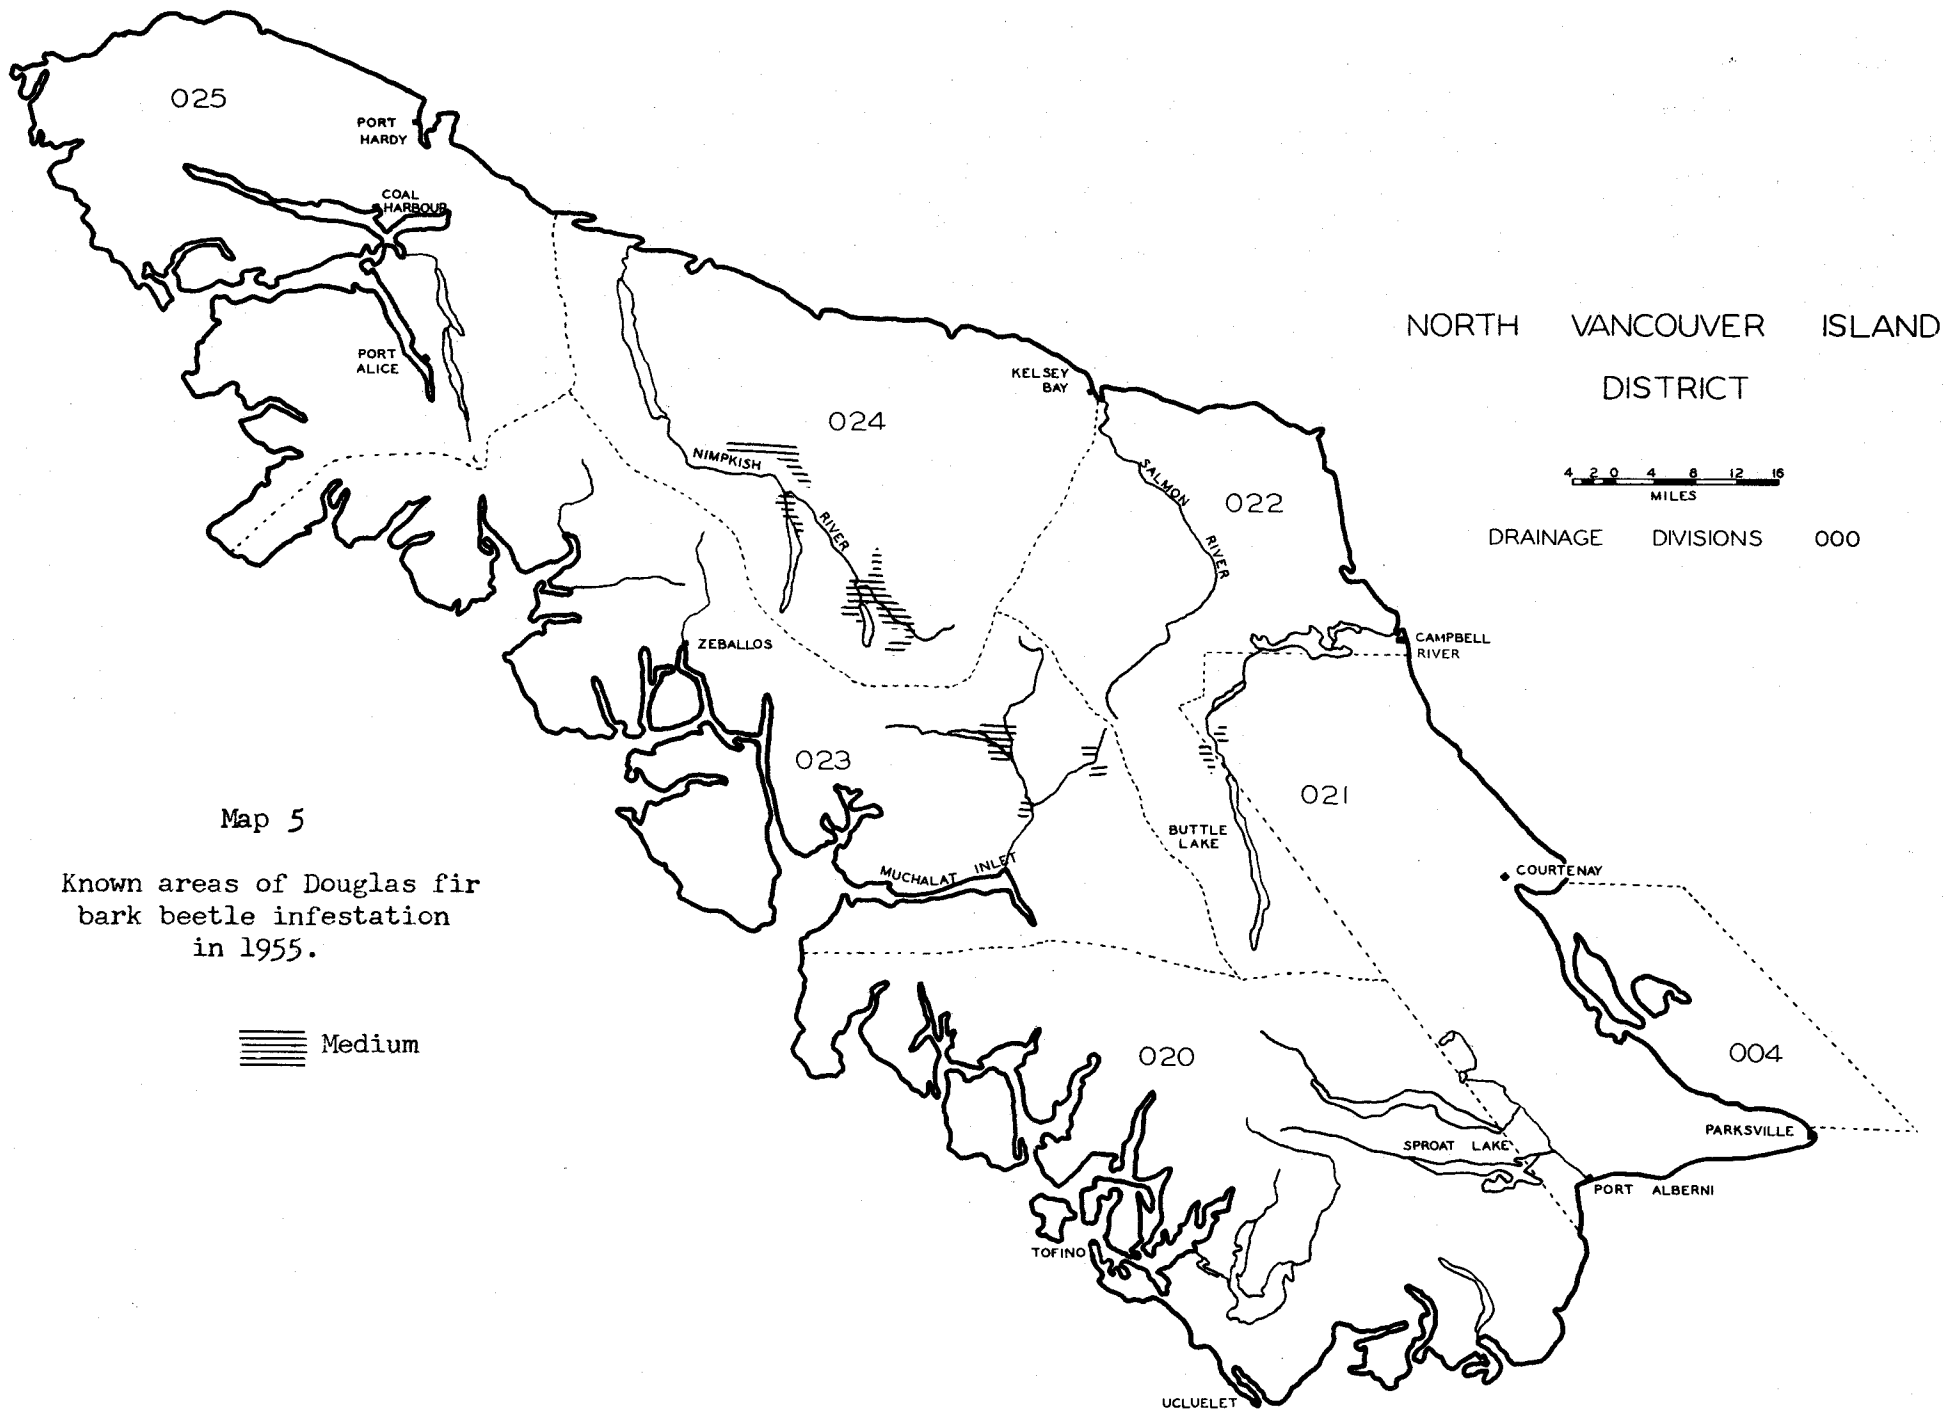 025
PORT
HARDY
COAL
HARBOUR
PORT
ALICE
KELSEY
BAY
NORTH VANCOUVER ISLAND
DISTRICT
4 2 0 4 8 12 16
MILES
DRAINAGE DIVISIONS 000
024
NIMPKISH
RIVER
SALMON
RIVER
022
CAMPBELL
RIVER
ZEBALLOS
023
021
BUTTLE
LAKE
MUCHALAT INLET
COURTENAY
Map 5
Known areas of Douglas fir
bark beetle infestation
in 1955.
Medium
020
004
SPROAT LAKE
PARKSVILLE
PORT ALBERNI
TOFINO
UCLUELET